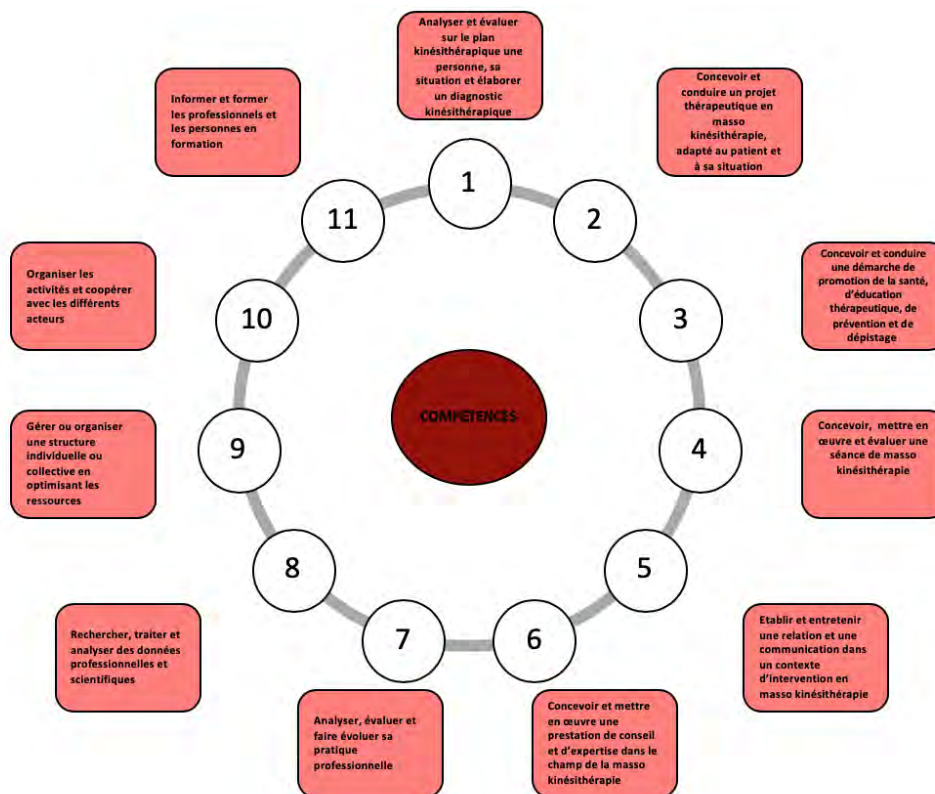 Analyser et évaluer
sur le plan
kinésithérapique une
personne, sa
situation et élaborer
un diagnostic
kinésithérapique
1
Concevoir et
conduire un projet
thérapeutique en
masso
kinésithérapie,
adapté au patient et
à sa situation
2
Concevoir et conduire
une démarche de
promotion de la santé,
d'éducation
thérapeutique, de
prévention et de
dépistage
3
Concevoir, mettre en
œuvre et évaluer une
séance de masso
kinésithérapie
4
Etablir et entretenir
une relation et une
communication dans
un contexte
d'intervention en
masso kinésithérapie
5
Concevoir et mettre
en œuvre une
prestation de conseil
et d'expertise dans le
champ de la masso
kinésithérapie
6
Analyser, évaluer et
faire évoluer sa
pratique
professionnelle
7
Rechercher, traiter et
analyser des données
professionnelles et
scientifiques
8
Gérer ou organiser
une structure
individuelle ou
collective en
optimisant les
ressources
9
Organiser les
activités et coopérer
avec les différents
acteurs
10
Informer et former
les professionnels et
les personnes en
formation
11
COMPÉTENCES